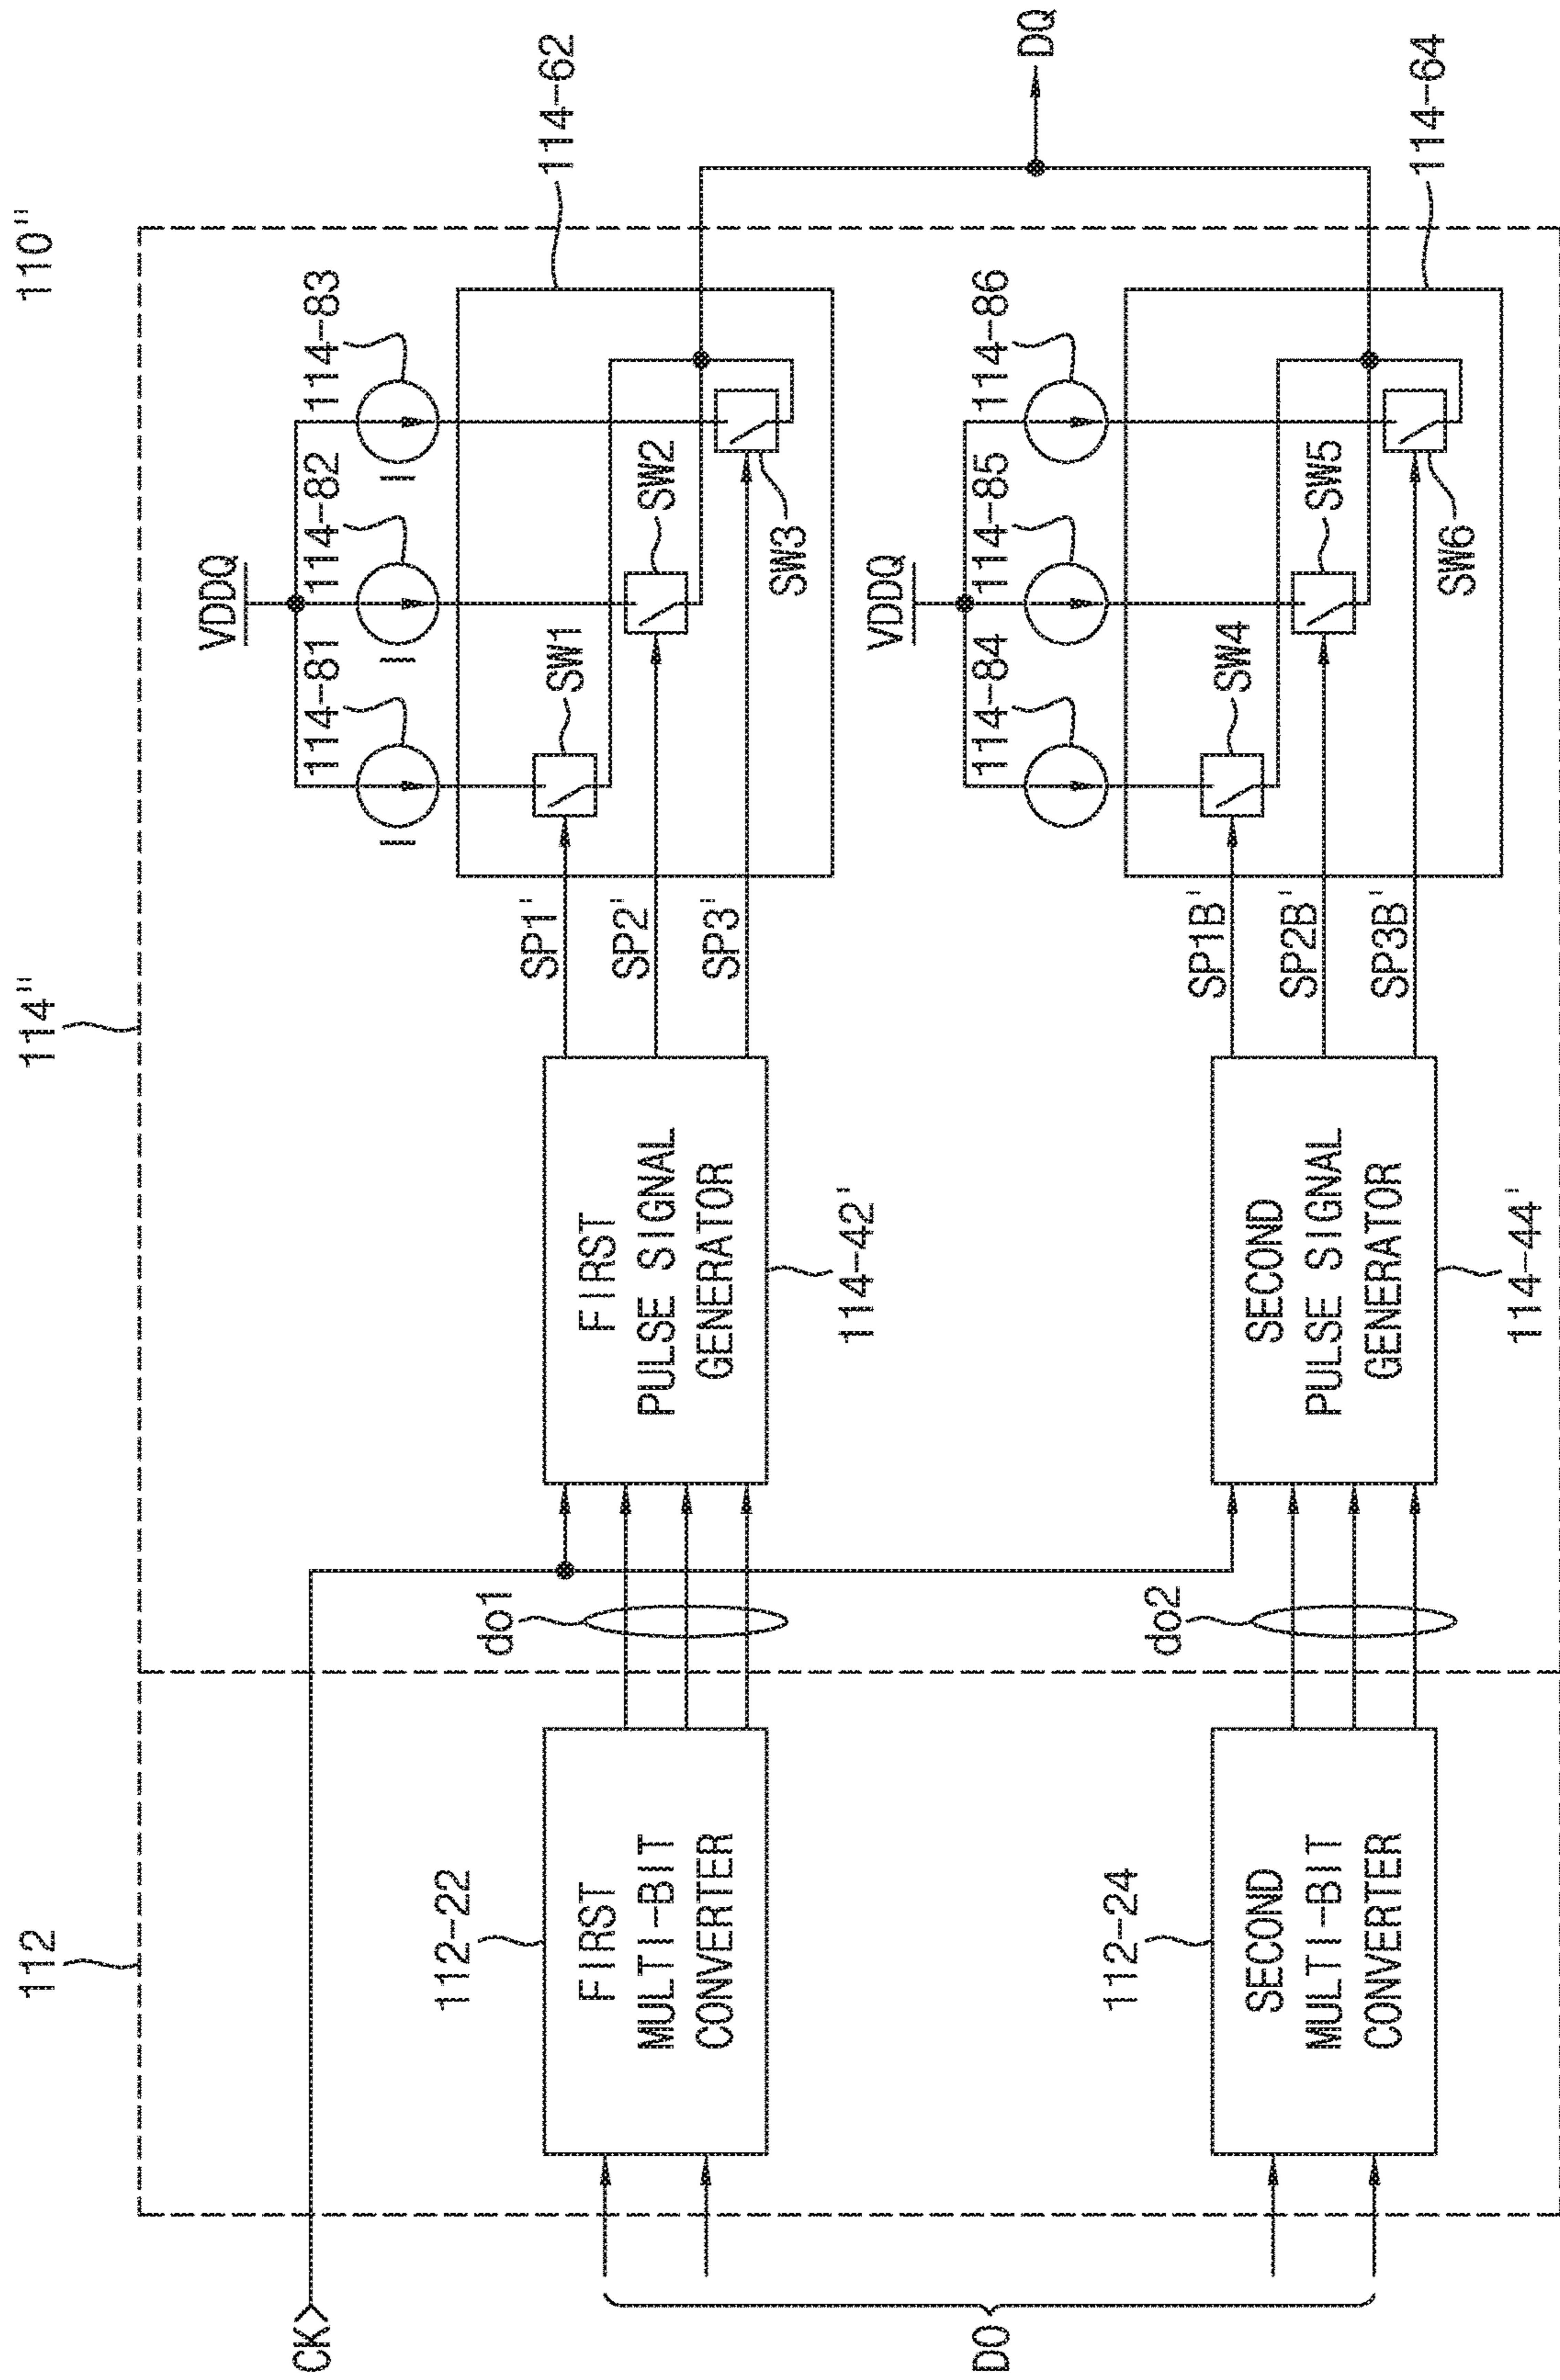 110"
112
114"
CK
VDDQ
114-81
114-82
114-83
I
I
I
114-62
SW1
SW2
SW3
SP1'
SP2'
SP3'
do1
112-22
FIRST
MULTI-BIT
CONVERTER
FIRST
PULSE SIGNAL
GENERATOR
114-42'
DO
DQ
VDDQ
114-84
114-85
114-86
114-64
SW4
SW5
SW6
SP1B'
SP2B'
SP3B'
do2
112-24
SECOND
MULTI-BIT
CONVERTER
SECOND
PULSE SIGNAL
GENERATOR
114-44'